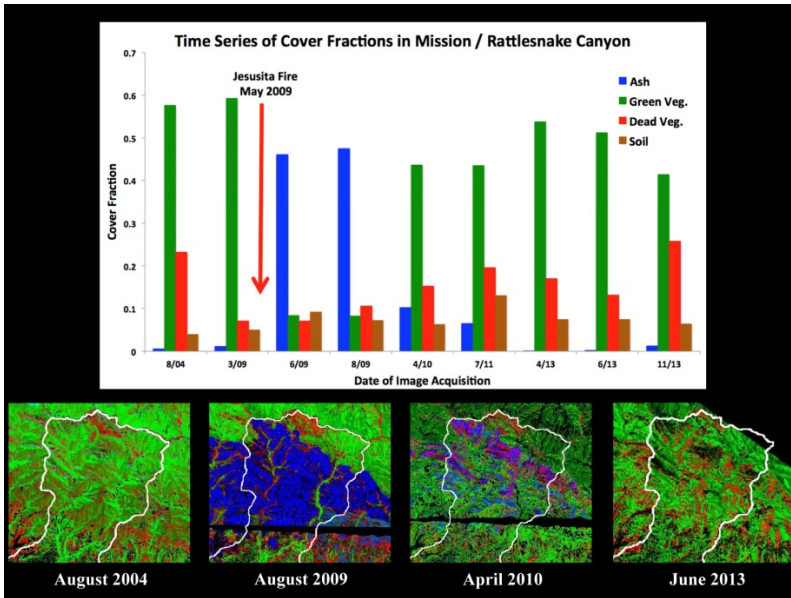 Time Series of Cover Fractions in Mission / Rattlesnake Canyon
Jesusita Fire
May 2009
Ash
Green Veg.
Dead Veg.
Soil
Cover Fraction
0.7
0.6
0.5
0.4
0.3
0.2
0.1
0
8/04 3/09 6/09 8/09 4/10 7/11 4/13 6/13 11/13
Date of Image Acquisition
August 2004 August 2009 April 2010 June 2013